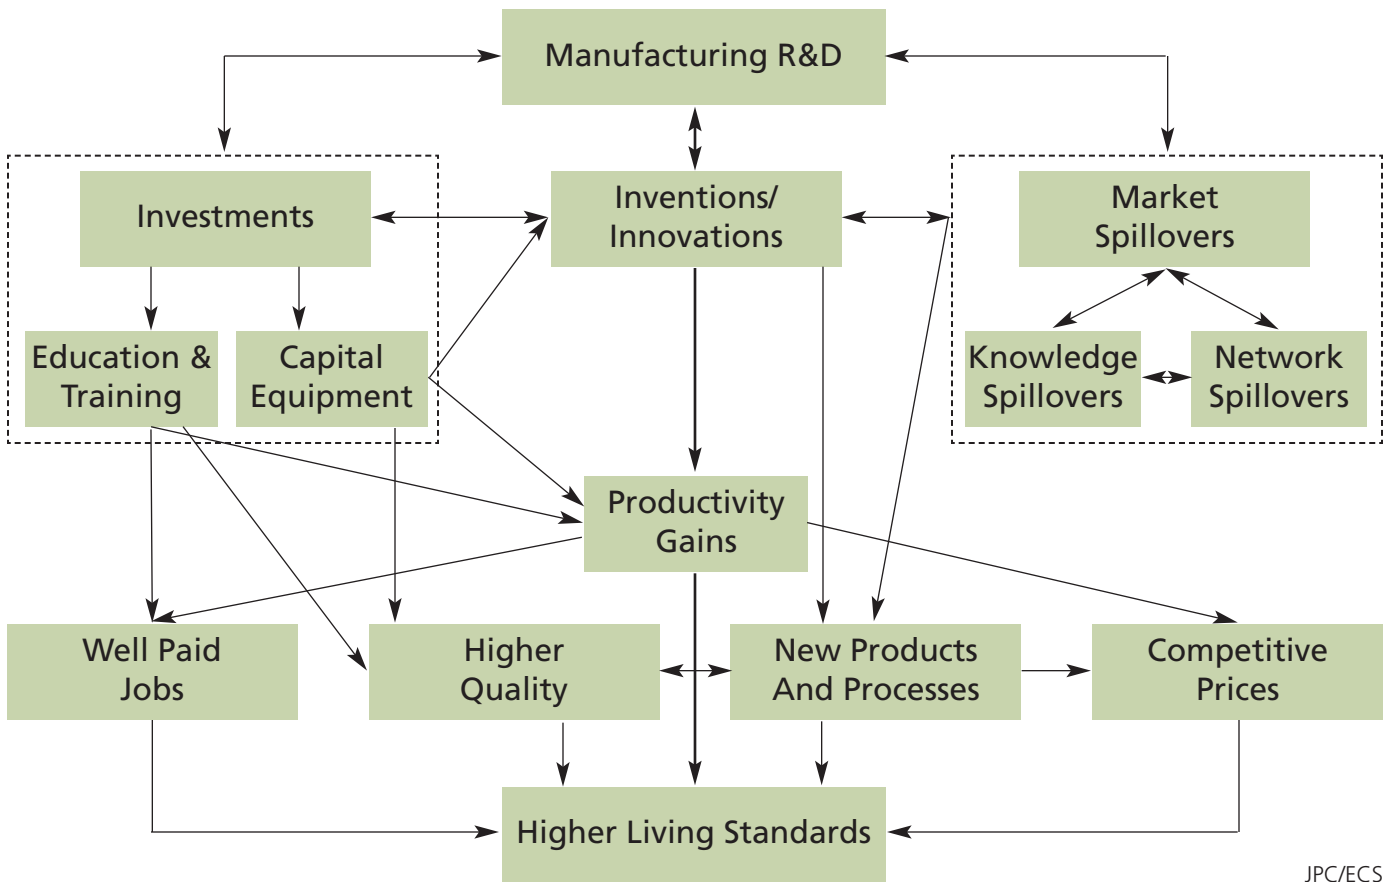 Manufacturing R&D
Investments
Inventions/
Innovations
Market
Spillovers
Education &
Training
Capital
Equipment
Knowledge
Spillovers
Network
Spillovers
Productivity
Gains
Well Paid
Jobs
Higher
Quality
New Products
And Processes
Competitive
Prices
Higher Living Standards
JPC/ECS